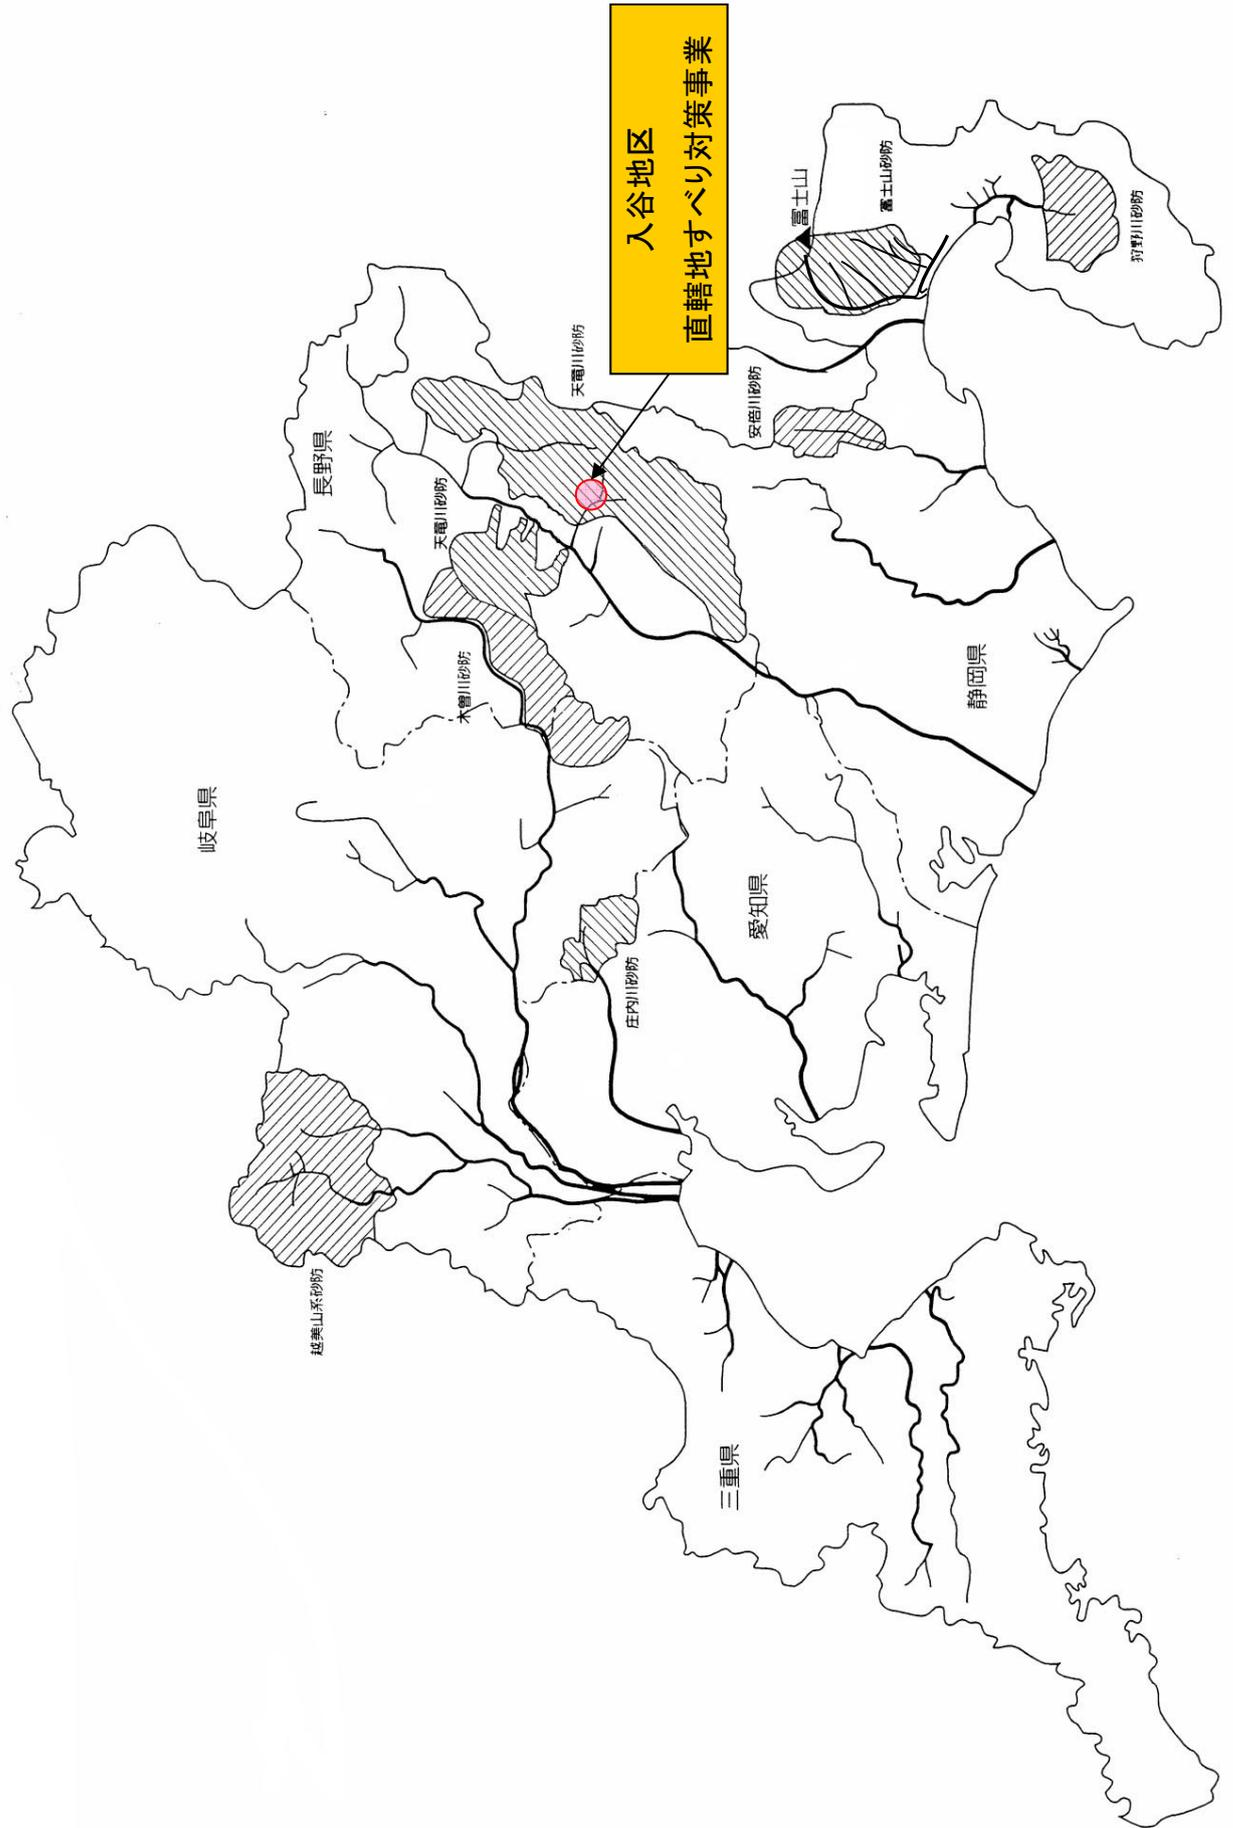 入谷地区
直轄地すべり対策事業
富士山
富士山砂防
狩野川砂防
天竜川砂防
安倍川砂防
長野県
天竜川砂防
木曽川砂防
静岡県
岐阜県
愛知県
庄内川砂防
越美山系砂防
三重県